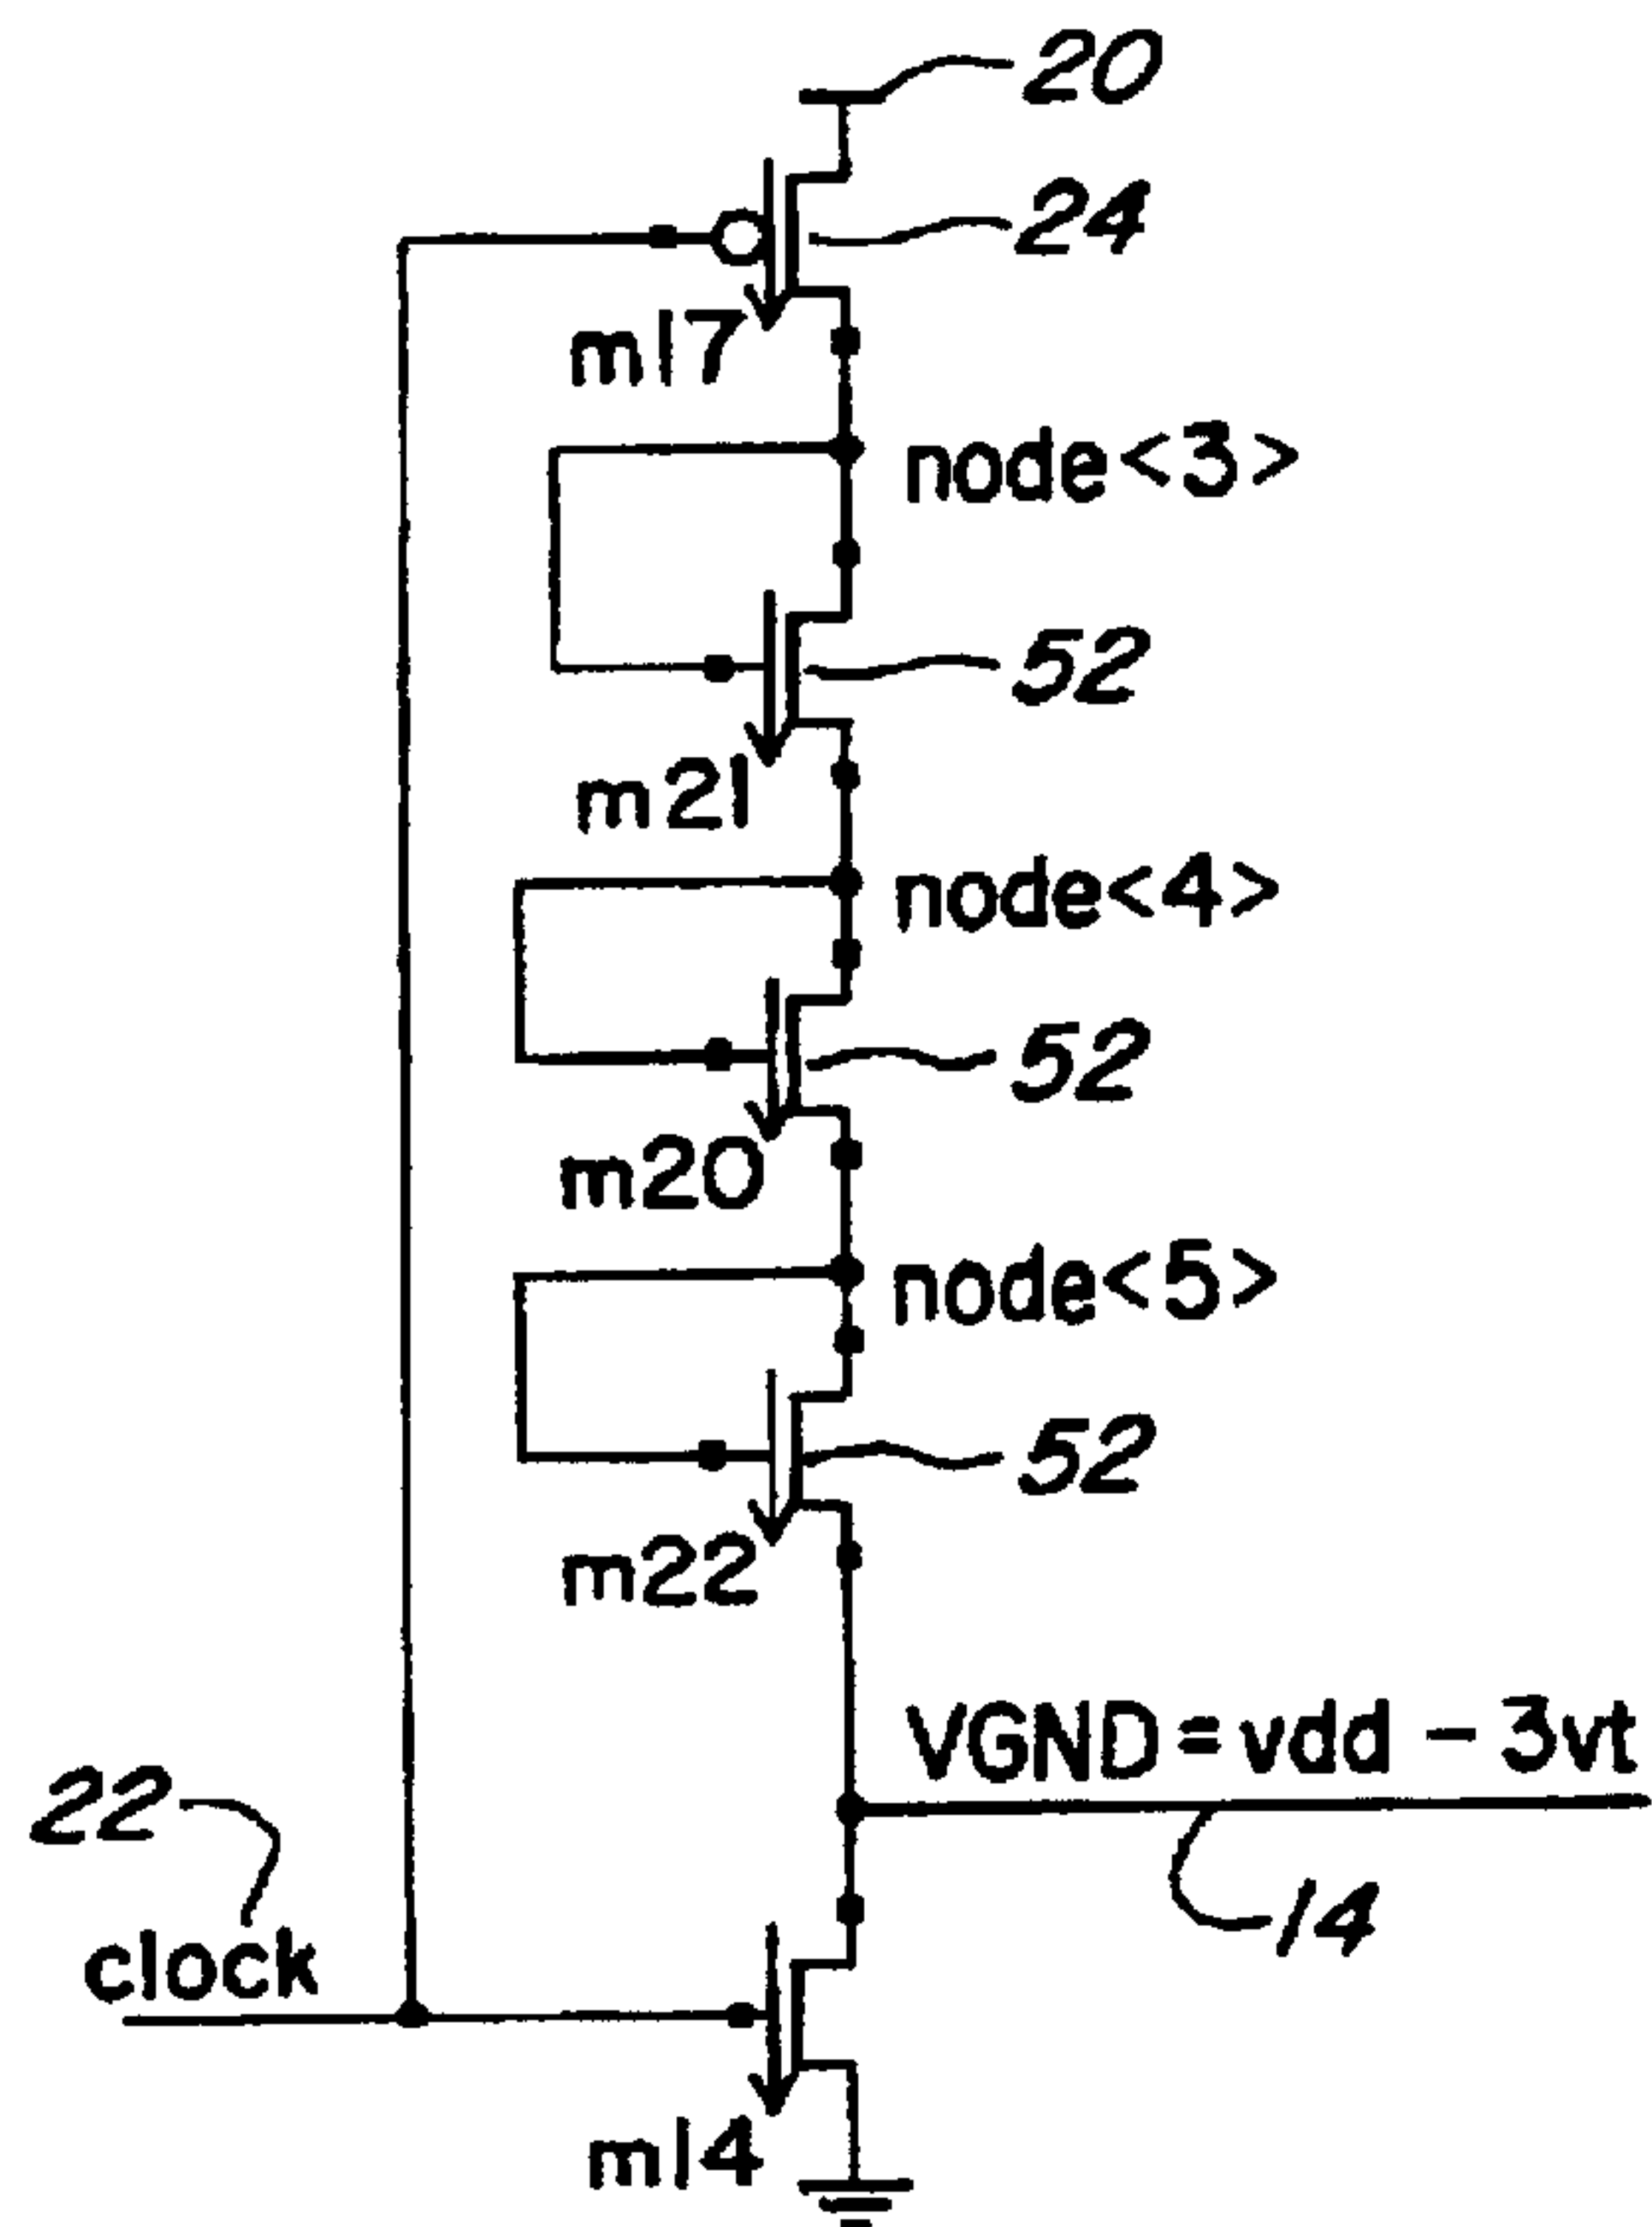 20
24
m17
node<3>
52
m21
node<4>
52
m20
node<5>
52
m22
VGND=vdd-3vt
22
14
clock
m14